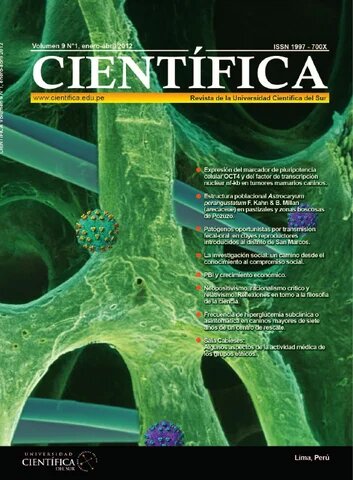 Volumen 9 N°1, enero-abril 2012
ISSN 1997 - 700X
CIENTÍFICA
www.cientifica.edu.pe
Revista de la Universidad Científica del Sur
Expresión del marcador de pluripotencia
celular OCT4 y del factor de transcripción
nuclear nf-kb en tumores mamarios caninos.
Estructura poblacional Astrocaryum
perangustatum F. Kahn & B. Millan
(arecaceae) en pastizales y zonas boscosas
de Pozuzo.
Patógenos oportunistas por transmisión
fecal-oral en cuyes reproductores
introducidos al distrito de San Marcos.
La investigación social: un camino desde el
conocimiento al compromiso social.
PBI y crecimiento económico.
Neopositivismo, racionalismo crítico y
relativismo: Reflexiones en torno a la filosofía
de la ciencia.
Frecuencia de hiperglucemia subclínica o
asintomática en caninos mayores de siete
años de un centro de rescate.
Sala Cabieses:
Algunos aspectos de la actividad médica de
los grupos étnicos.
UNIVERSIDAD
CIENTÍFICA
DEL SUR
Lima, Perú